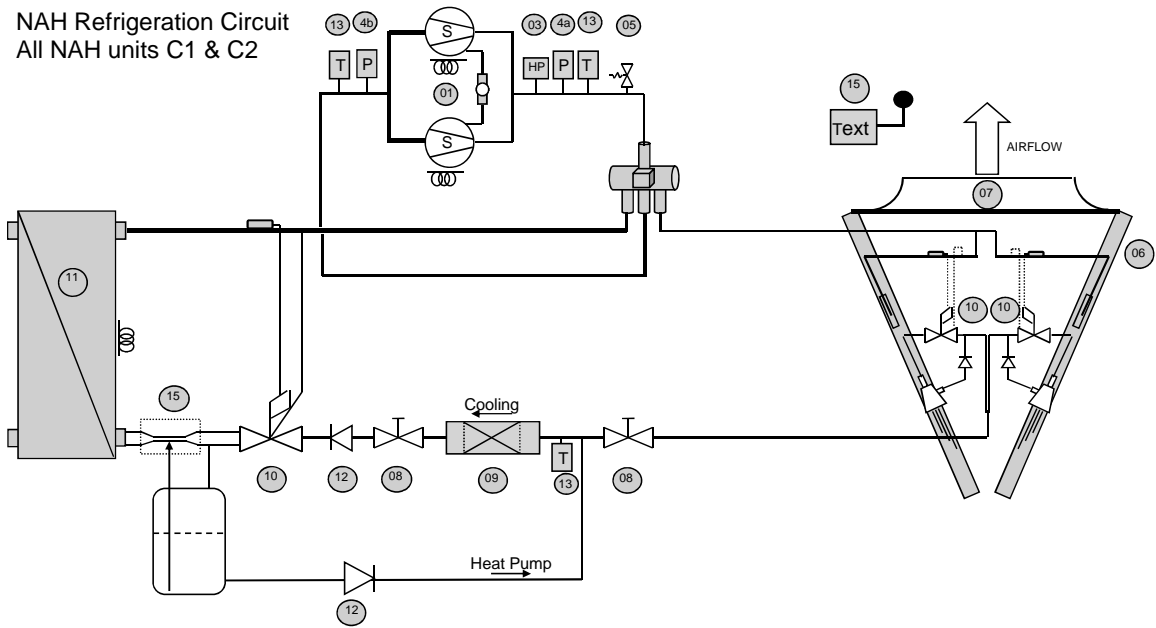 NAH Refrigeration Circuit
All NAH units C1 & C2
13
4b
03
4a
13
05
T
P
S
HP
P
T
01
S
15
Text
AIRFLOW
07
06
11
10
10
15
Cooling
T
10
12
08
09
13
08
Heat Pump
12